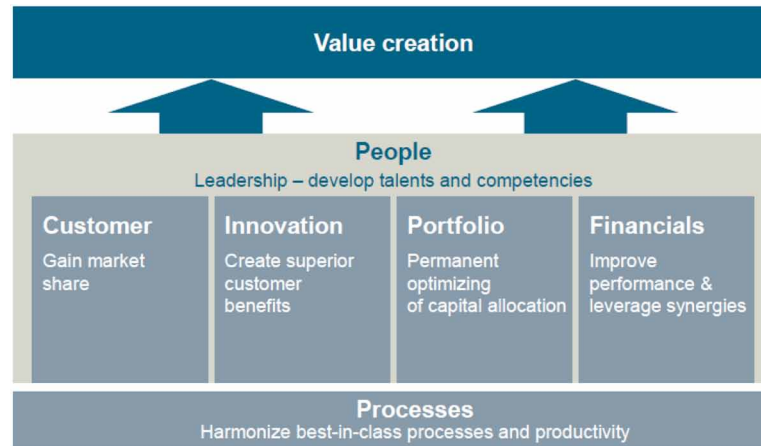 Value creation
People
Leadership – develop talents and competencies
Customer
Gain market
share
Innovation
Create superior
customer
benefits
Portfolio
Permanent
optimizing
of capital allocation
Financials
Improve
performance &
leverage synergies
Processes
Harmonize best-in-class processes and productivity